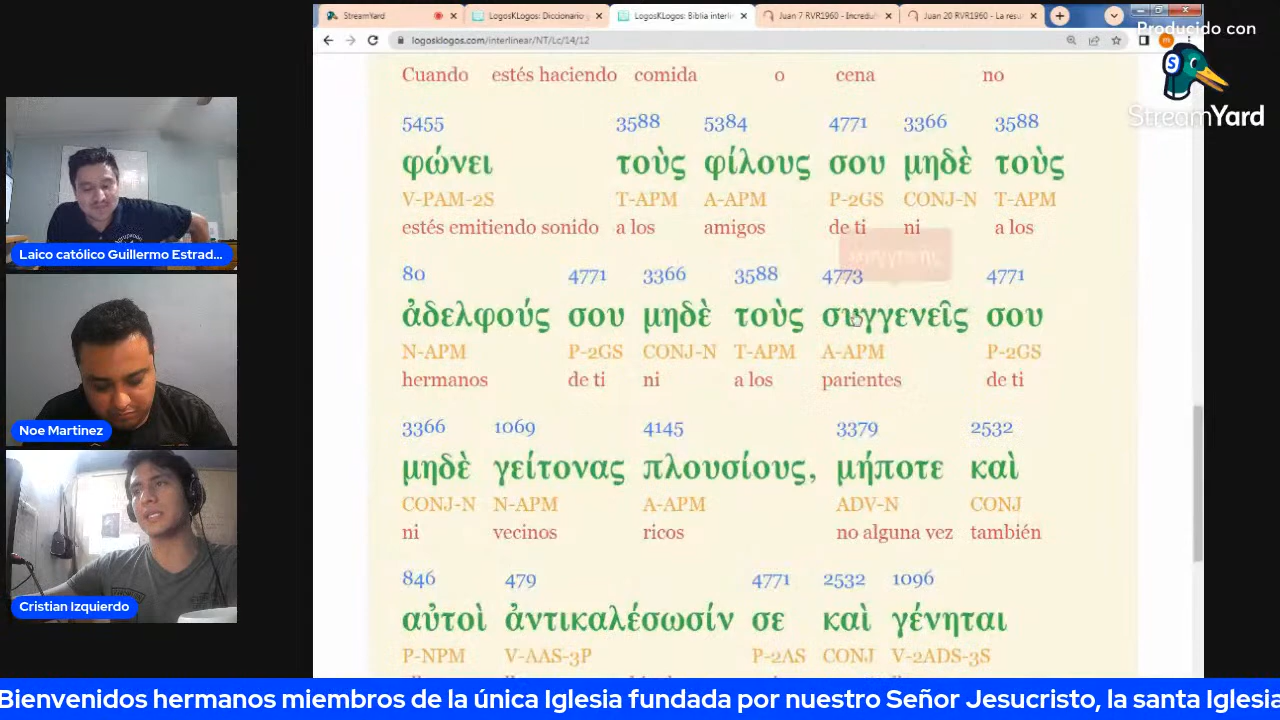 StreamYard
LogosKLogos: Diccionario
LogosKLogos: Biblia interli
Juan 7 RVR1960 - Increduli
Juan 20 RVR1960 - La resu
logosklogos.com/interlinear/NT/Lc/14/12
Producido con
StreamYard
Cuando estés haciendo comida o cena no
5455 3588 5384 4771 3366 3588
φώνει τοὺς φίλους σου μηδὲ τοὺς
V-PAM-2S T-APM A-APM P-2GS CONJ-N T-APM
estés emitiendo sonido a los amigos de ti ni a los
80 4771 3366 3588 4773 4771
ἀδελφούς σου μηδὲ τοὺς συγγενεῖς σου
N-APM P-2GS CONJ-N T-APM A-APM P-2GS
hermanos de ti ni a los parientes de ti
3366 1069 4145 3379 2532
μηδὲ γείτονας πλουσίους, μήποτε καὶ
CONJ-N N-APM A-APM ADV-N CONJ
ni vecinos ricos no alguna vez también
846 479 4771 2532 1096
αὐτοὶ ἀντικαλέσωσίν σε καὶ γένηται
P-NPM V-AAS-3P P-2AS CONJ V-2ADS-3S
Laico católico Guillermo Estrad...
Noe Martinez
Cristian Izquierdo
Bienvenidos hermanos miembros de la única Iglesia fundada por nuestro Señor Jesucristo, la santa Iglesia